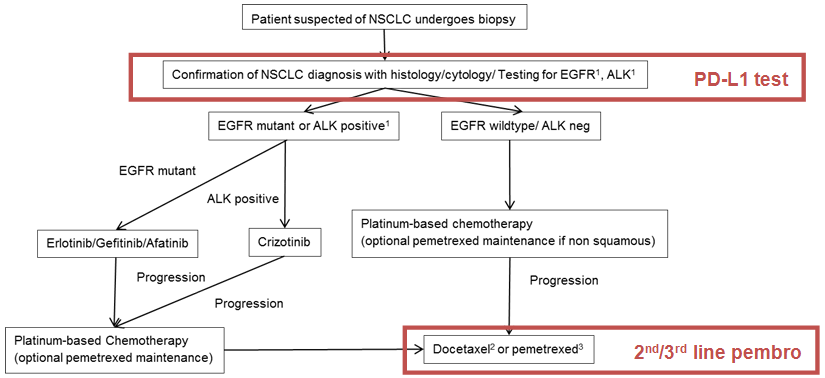 Patient suspected of NSCLC undergoes biopsy
Confirmation of NSCLC diagnosis with histology/cytology/ Testing for EGFR¹, ALK¹
PD-L1 test
EGFR mutant or ALK positive¹
EGFR wildtype/ ALK neg
EGFR mutant
ALK positive
Platinum-based chemotherapy
(optional pemetrexed maintenance if non squamous)
Erlotinib/Gefitinib/Afatinib
Crizotinib
Progression
Progression
Progression
Platinum-based Chemotherapy
(optional pemetrexed maintenance)
Docetaxel² or pemetrexed³
2nd/3rd line pembro